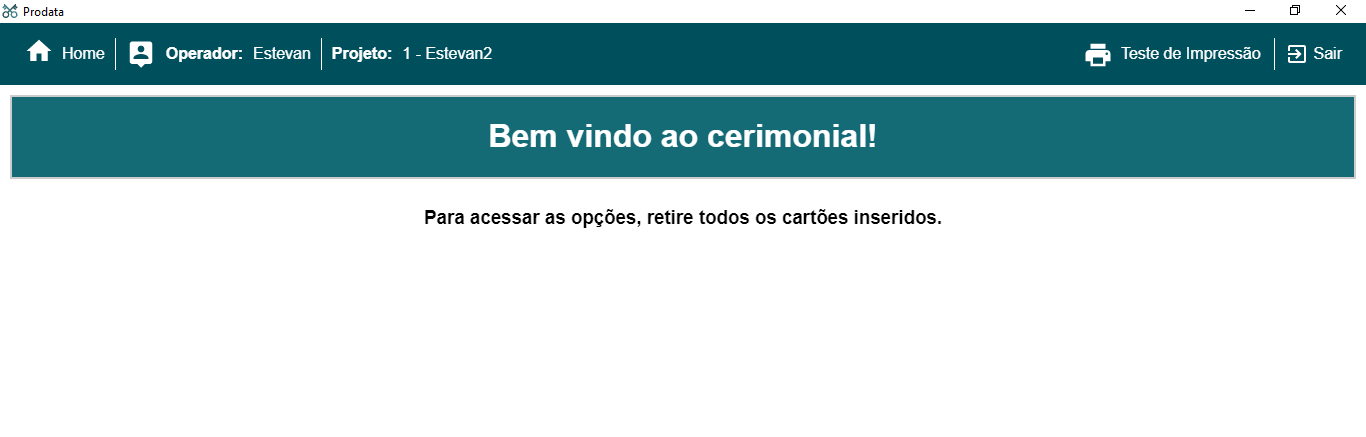 Prodata
Home Operador: Estevan Projeto: 1 - Estevan2 Teste de Impressão Sair
Bem vindo ao cerimonial!
Para acessar as opções, retire todos os cartões inseridos.